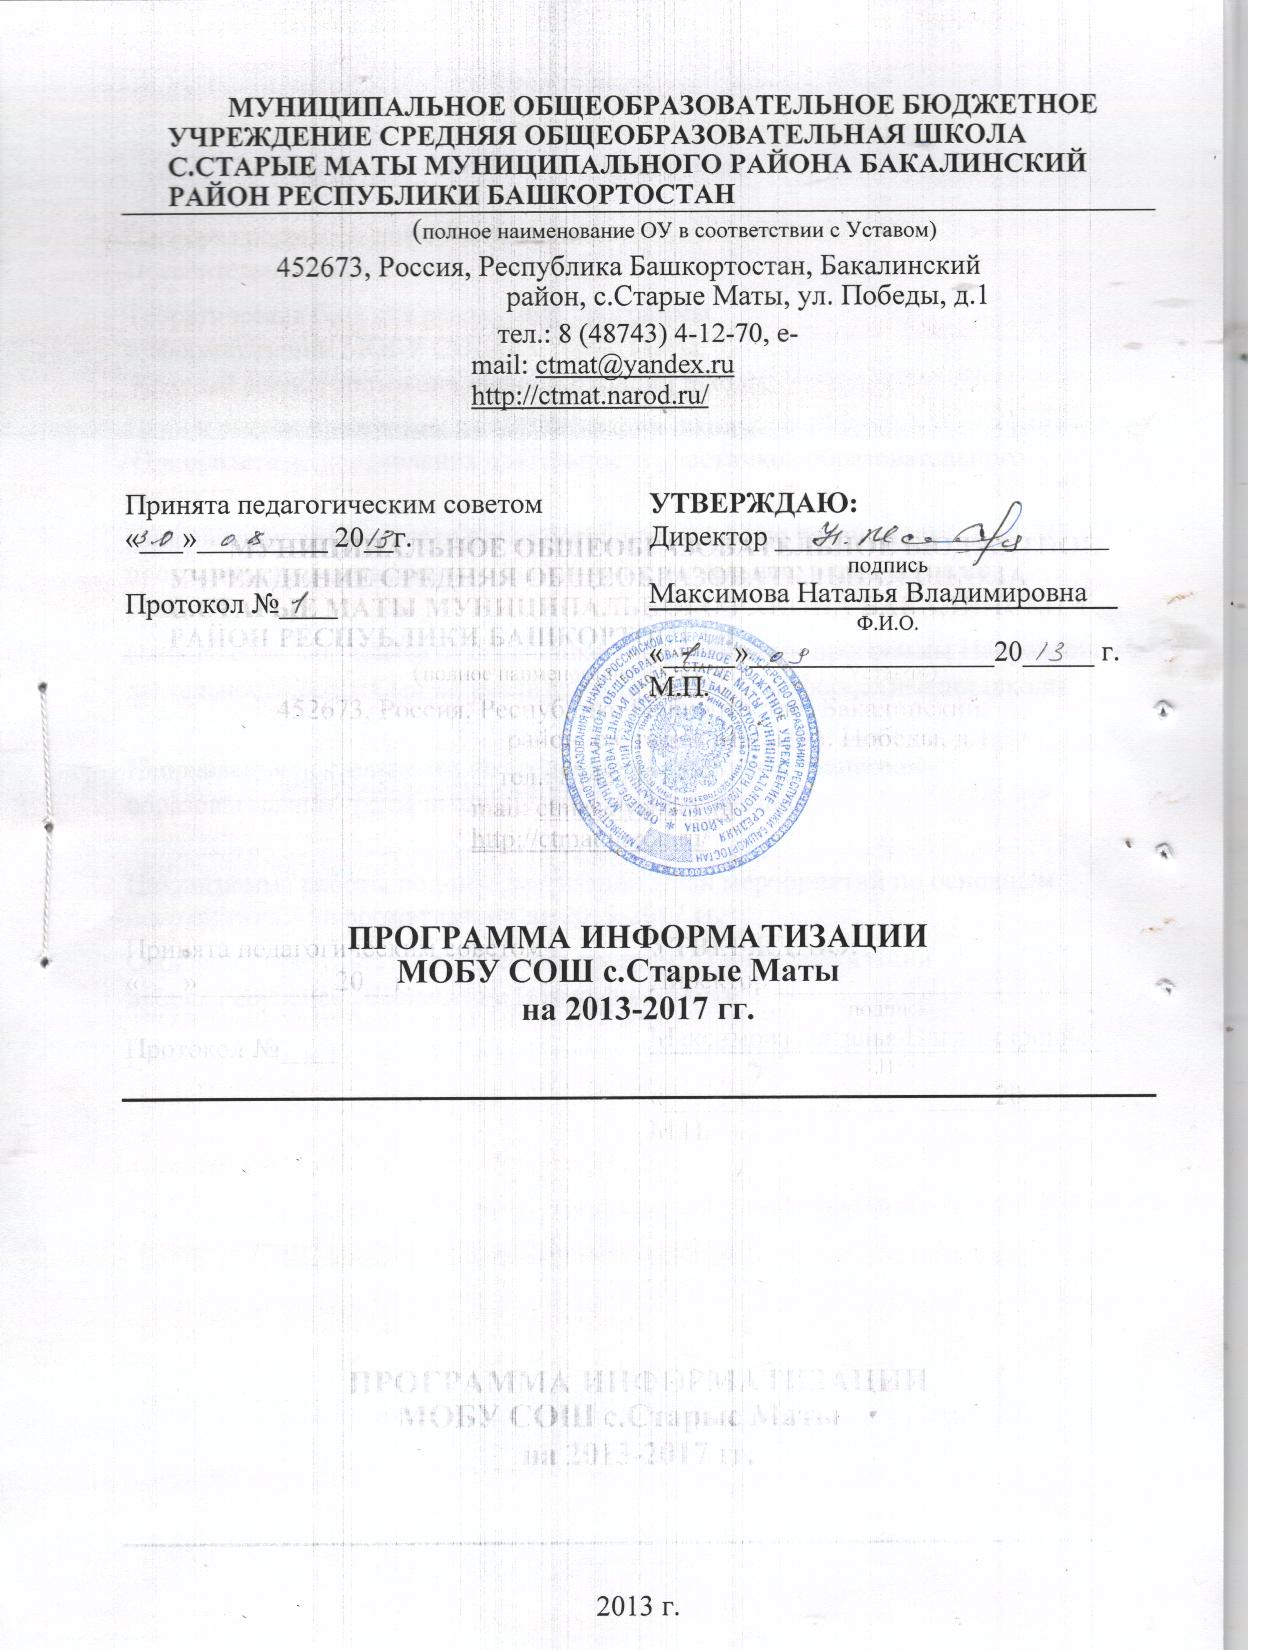 МУНИЦИПАЛЬНОЕ ОБЩЕОБРАЗОВАТЕЛЬНОЕ БЮДЖЕТНОЕ
УЧРЕЖДЕНИЕ СРЕДНЯЯ ОБЩЕОБРАЗОВАТЕЛЬНАЯ ШКОЛА
С.СТАРЫЕ МАТЫ МУНИЦИПАЛЬНОГО РАЙОНА БАКАЛИНСКИЙ
РАЙОН РЕСПУБЛИКИ БАШКОРТОСТАН
(полное наименование ОУ в соответствии с Уставом)
452673, Россия, Республика Башкортостан, Бакалинский
район, с.Старые Маты, ул. Победы, д.1
тел.: 8 (48743) 4-12-70, е-
mail: ctmat@yandex.ru
http://ctmat.narod.ru/
Принята педагогическим советом
«30» 08 2013г.
Протокол № 1
УТВЕРЖДАЮ:
Директор
подпись
Максимова Наталья Владимировна
Ф.И.О.
«1» 09 2013 г.
М.П.
ПРОГРАММА ИНФОРМАТИЗАЦИИ
МОБУ СОШ с.Старые Маты
на 2013-2017 гг.
2013 г.